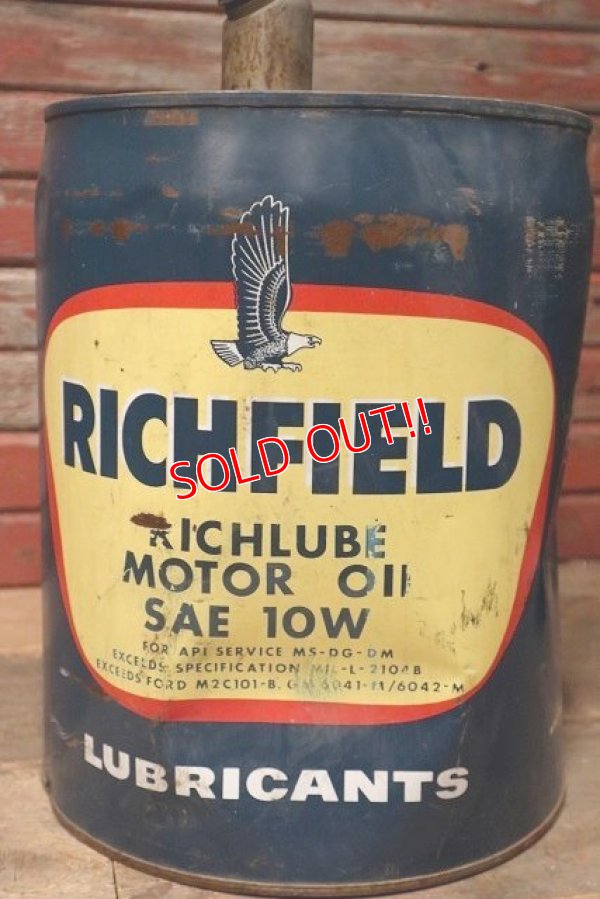 RICHFIELD
SOLD OUT!!
RICHLUBE
MOTOR OIL
SAE 10W
FOR API SERVICE MS-DG-DM
EXCEEDS SPECIFICATION MIL-L-2104B
EXCEEDS FORD M2C101-B. GM 6041-M/6042-M
LUBRICANTS